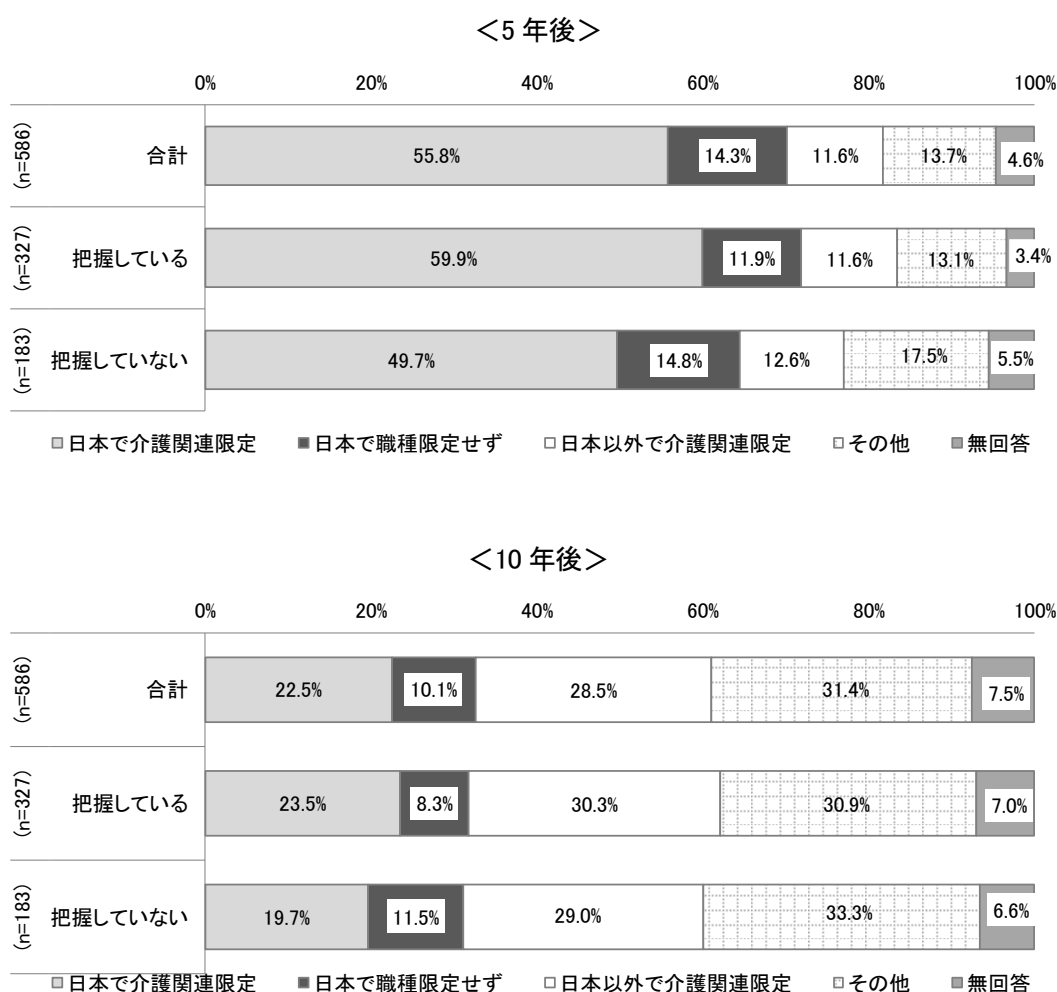 ＜5 年後＞
0% 20% 40% 60% 80% 100%
(n=586) 合計 55.8% 14.3% 11.6% 13.7% 4.6%
(n=327) 把握している 59.9% 11.9% 11.6% 13.1% 3.4%
(n=183) 把握していない 49.7% 14.8% 12.6% 17.5% 5.5%
日本で介護関連限定 日本で職種限定せず 日本以外で介護関連限定 その他 無回答
＜10 年後＞
0% 20% 40% 60% 80% 100%
(n=586) 合計 22.5% 10.1% 28.5% 31.4% 7.5%
(n=327) 把握している 23.5% 8.3% 30.3% 30.9% 7.0%
(n=183) 把握していない 19.7% 11.5% 29.0% 33.3% 6.6%
日本で介護関連限定 日本で職種限定せず 日本以外で介護関連限定 その他 無回答